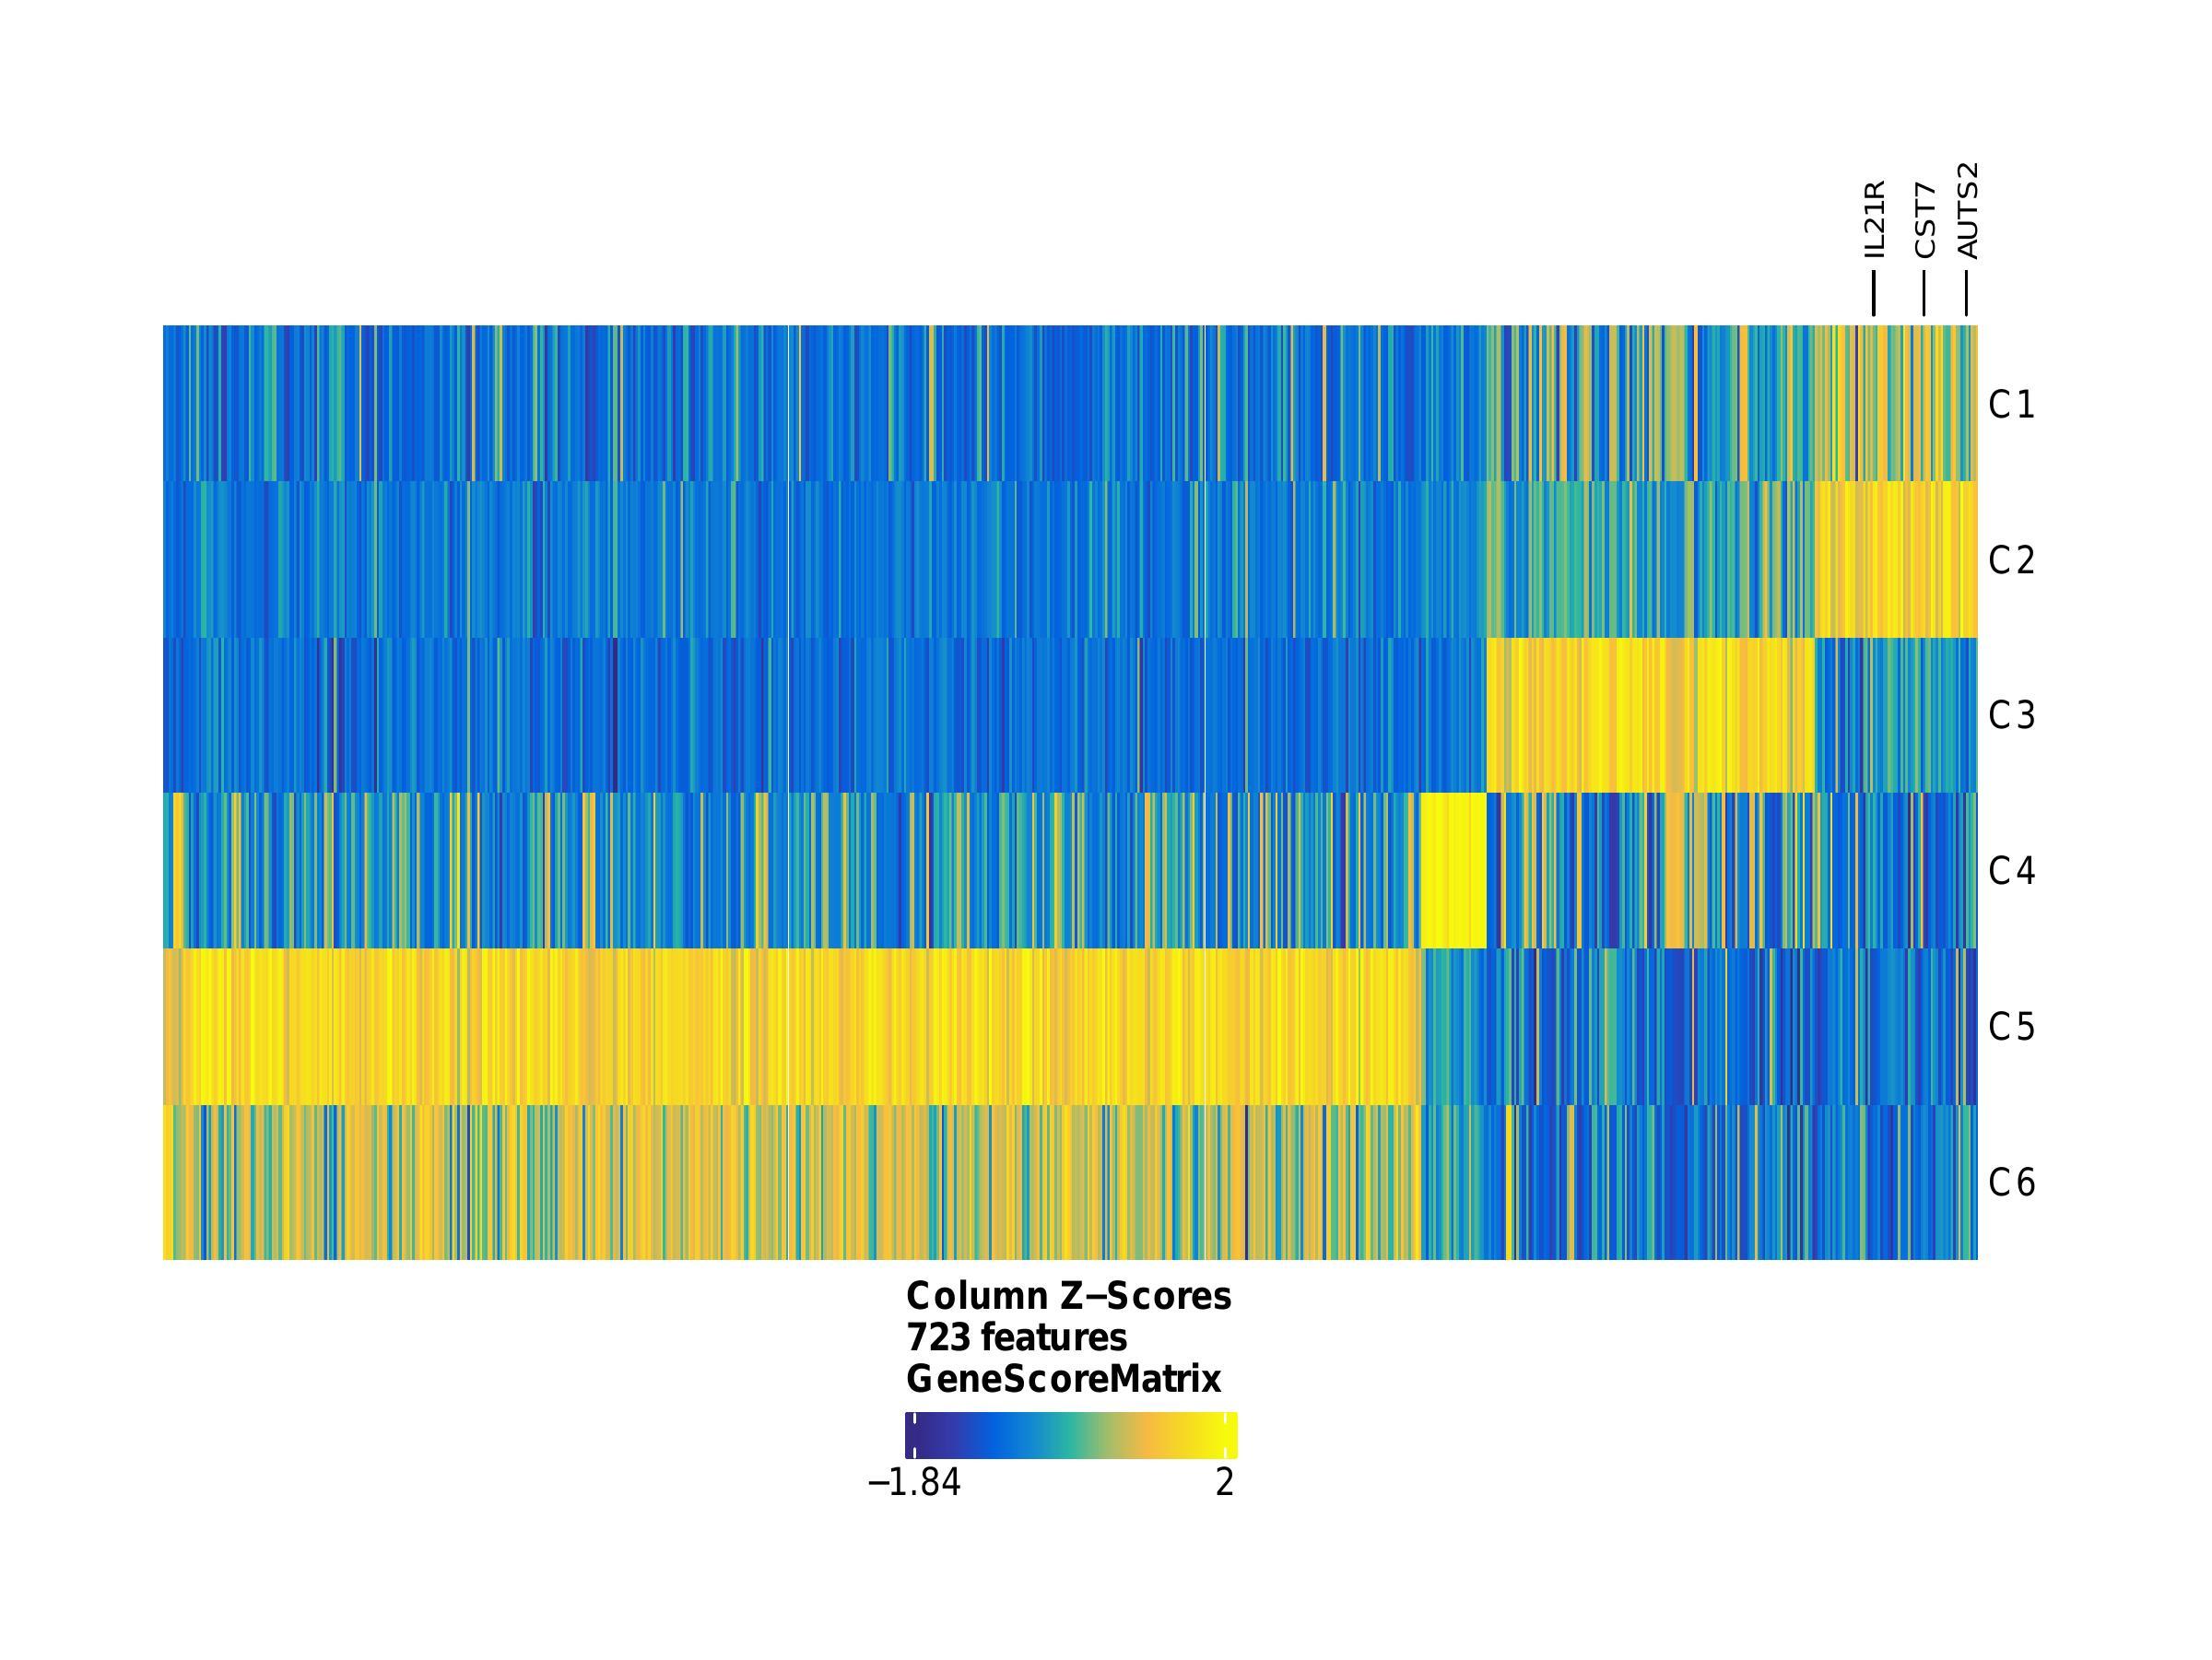 IL21R
CST7
AUTS2
C1
C2
C3
C4
C5
C6
Column Z−Scores
723 features
GeneScoreMatrix
−1.84 2